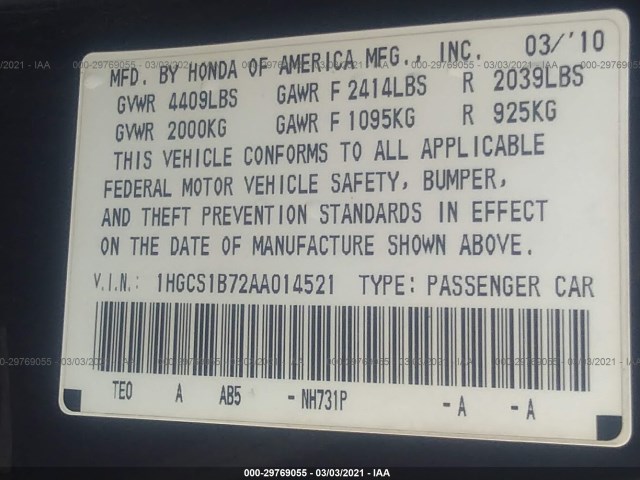 MFD. BY HONDA OF AMERICA MFG., INC. 03/'10
GVWR 4409LBS GAWR F 2414LBS R 2039LBS
GVWR 2000KG GAWR F 1095KG R 925KG
THIS VEHICLE CONFORMS TO ALL APPLICABLE
FEDERAL MOTOR VEHICLE SAFETY, BUMPER,
AND THEFT PREVENTION STANDARDS IN EFFECT
ON THE DATE OF MANUFACTURE SHOWN ABOVE.
V.I.N.: 1HGCS1B72AA014521 TYPE: PASSENGER CAR
TE0 A AB5 - NH731P - A - A
000-29769055 - 03/03/2021 - IAA